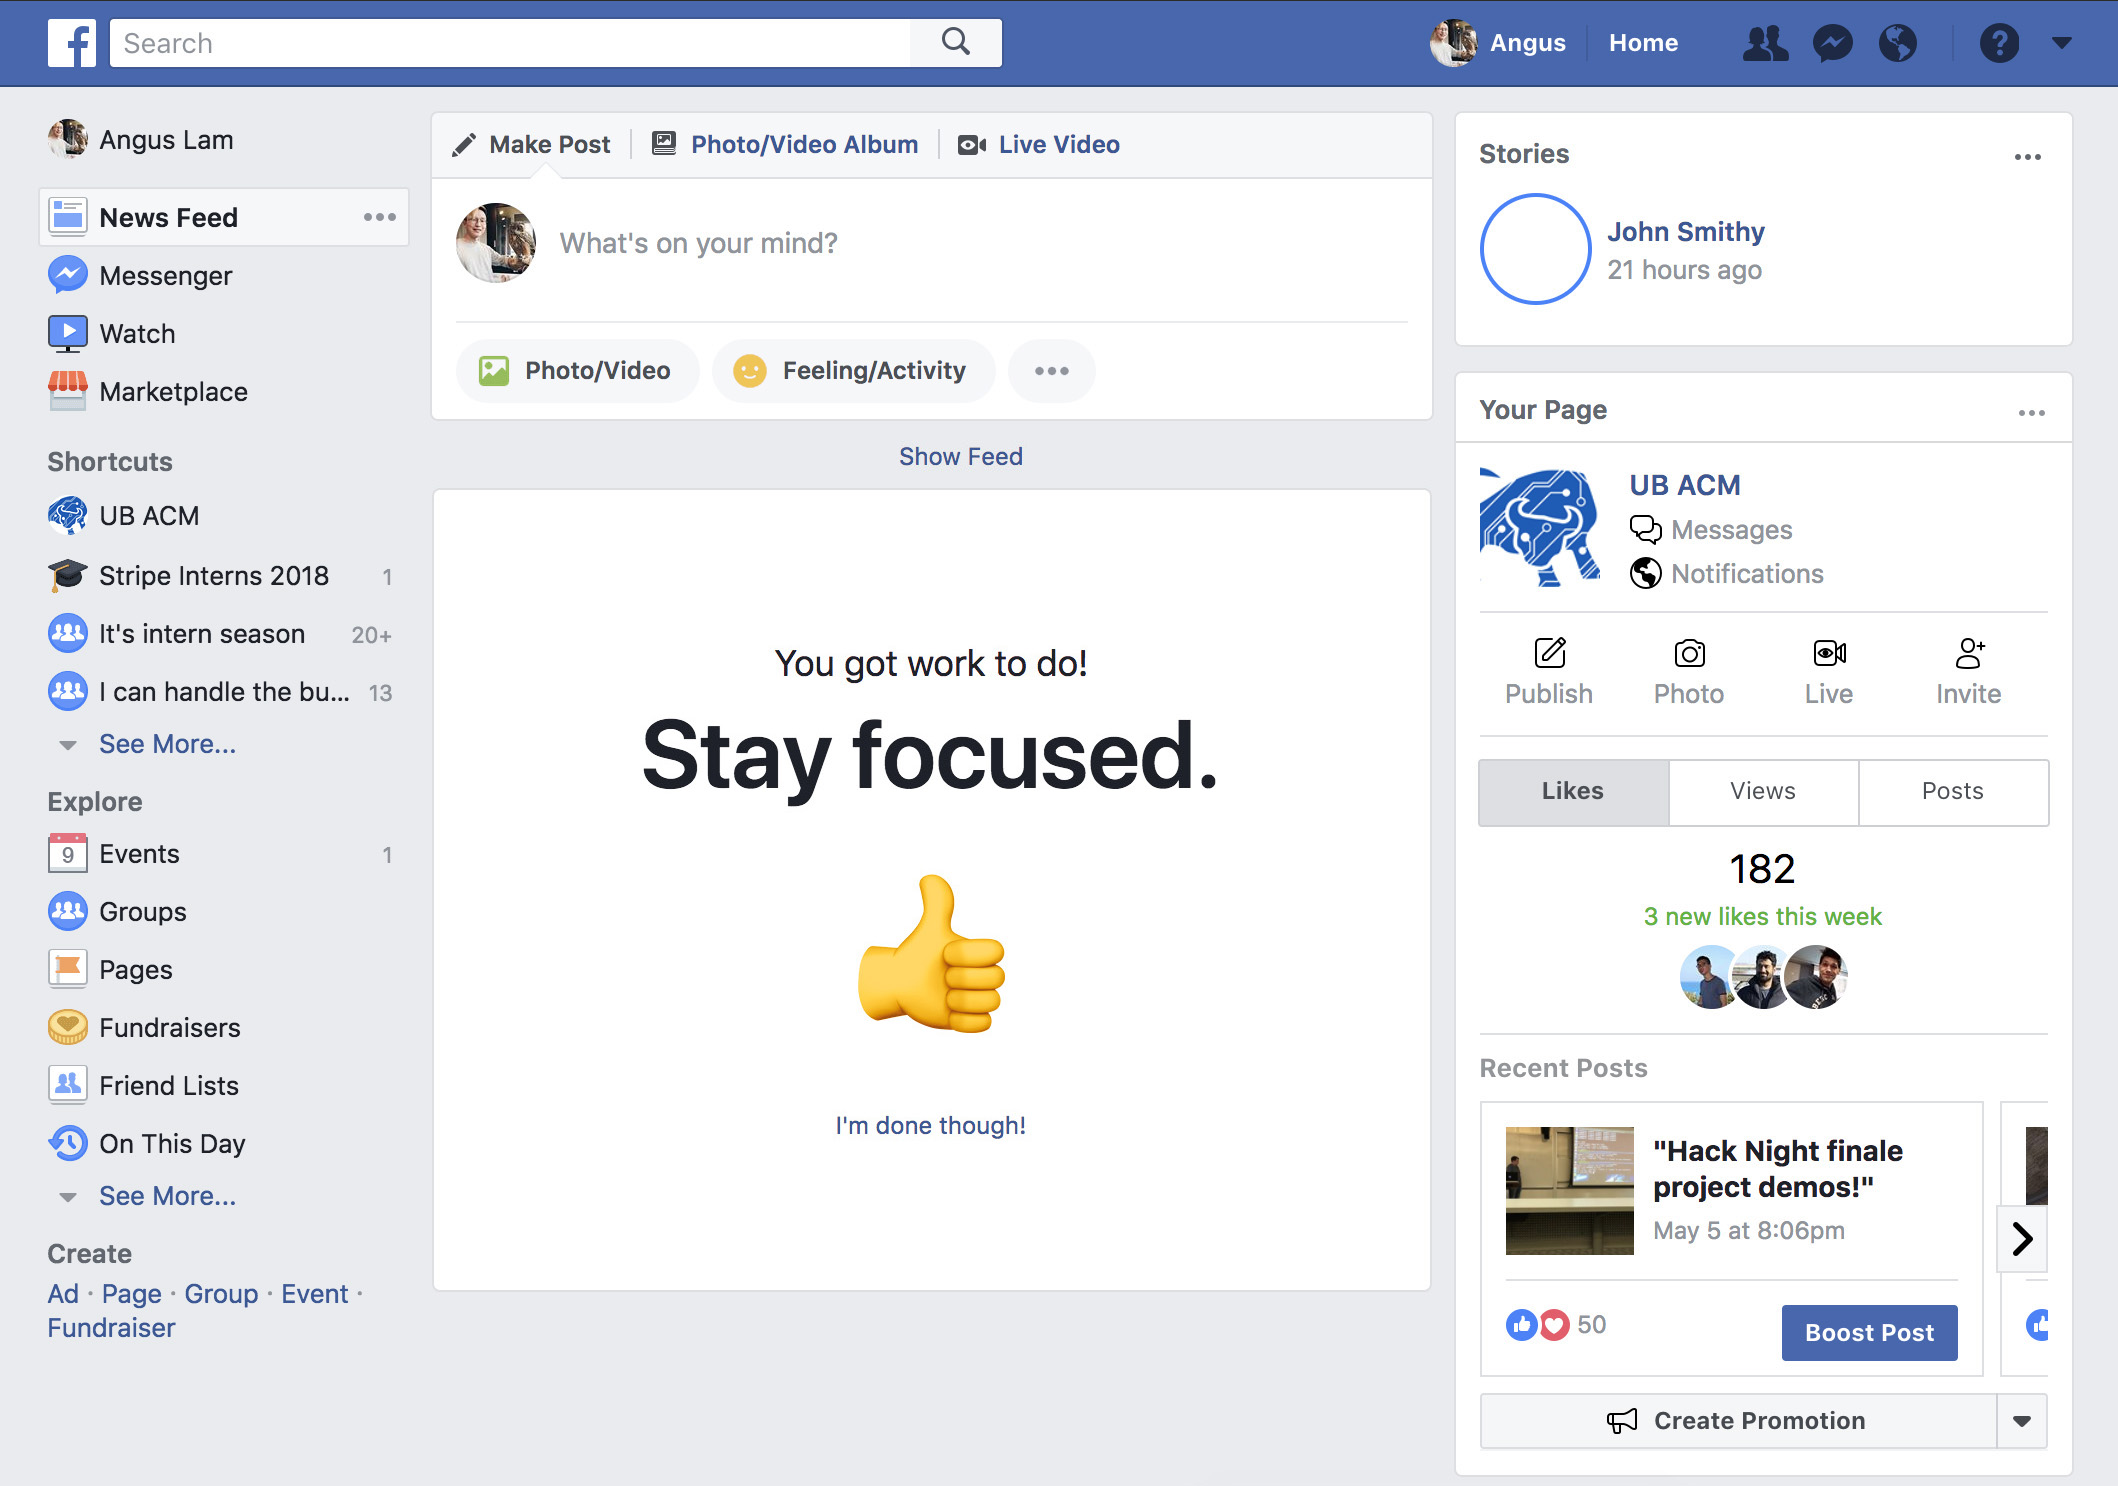 Search
Angus
Home
Angus Lam
News Feed
Messenger
Watch
Marketplace
Shortcuts
UB ACM
Stripe Interns 2018 1
It's intern season 20+
I can handle the bu... 13
See More...
Explore
9
Events 1
Groups
Pages
Fundraisers
Friend Lists
On This Day
See More...
Create
Ad · Page · Group · Event ·
Fundraiser
Make Post
Photo/Video Album
Live Video
What's on your mind?
Photo/Video
Feeling/Activity
Show Feed
You got work to do!
Stay focused.
I'm done though!
Stories
John Smithy
21 hours ago
Your Page
UB ACM
Messages
Notifications
Publish
Photo
Live
Invite
Likes
Views
Posts
182
3 new likes this week
Recent Posts
"Hack Night finale
project demos!"
May 5 at 8:06pm
50
Boost Post
Create Promotion